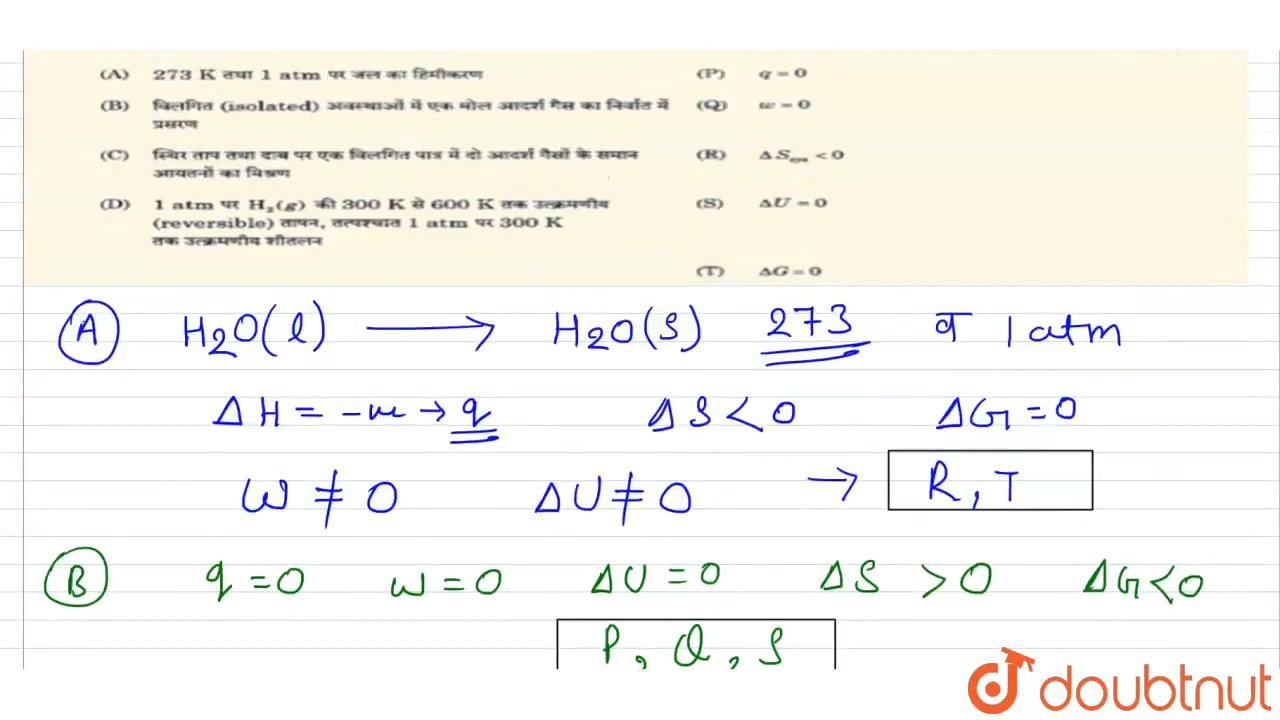 (A) 273 K तथा 1 atm पर जल का हिमीकरण (P) q = 0
(B) विलगित (isolated) अवस्थाओं में एक मोल आदर्श गैस का निर्वात में (Q) w = 0
प्रसरण
(C) स्थिर ताप तथा दाब पर एक विलगित पात्र में दो आदर्श गैसों के समान (R) Δ S_sys < 0
आयतनों का मिश्रण
(D) 1 atm पर H₂(g) की 300 K से 600 K तक उत्क्रमणीय (S) ΔU = 0
(reversible) तापन, तत्पश्चात 1 atm पर 300 K
तक उत्क्रमणीय शीतलन
(T) ΔG = 0
A H2O(l) → H2O(s) 273 व 1 atm
ΔH = -ve → q ΔS < 0 ΔG = 0
W ≠ 0 ΔU ≠ 0 → R, T
B q = 0 w = 0 ΔU = 0 ΔS > 0 ΔG < 0
P, Q, S
doubtnut